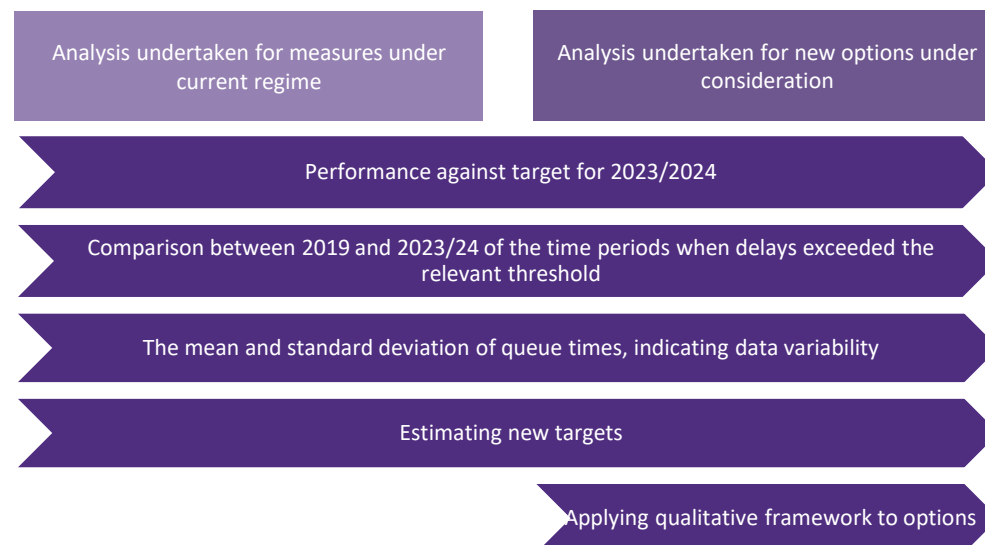 Analysis undertaken for measures under
current regime
Analysis undertaken for new options under
consideration
Performance against target for 2023/2024
Comparison between 2019 and 2023/24 of the time periods when delays exceeded the
relevant threshold
The mean and standard deviation of queue times, indicating data variability
Estimating new targets
Applying qualitative framework to options